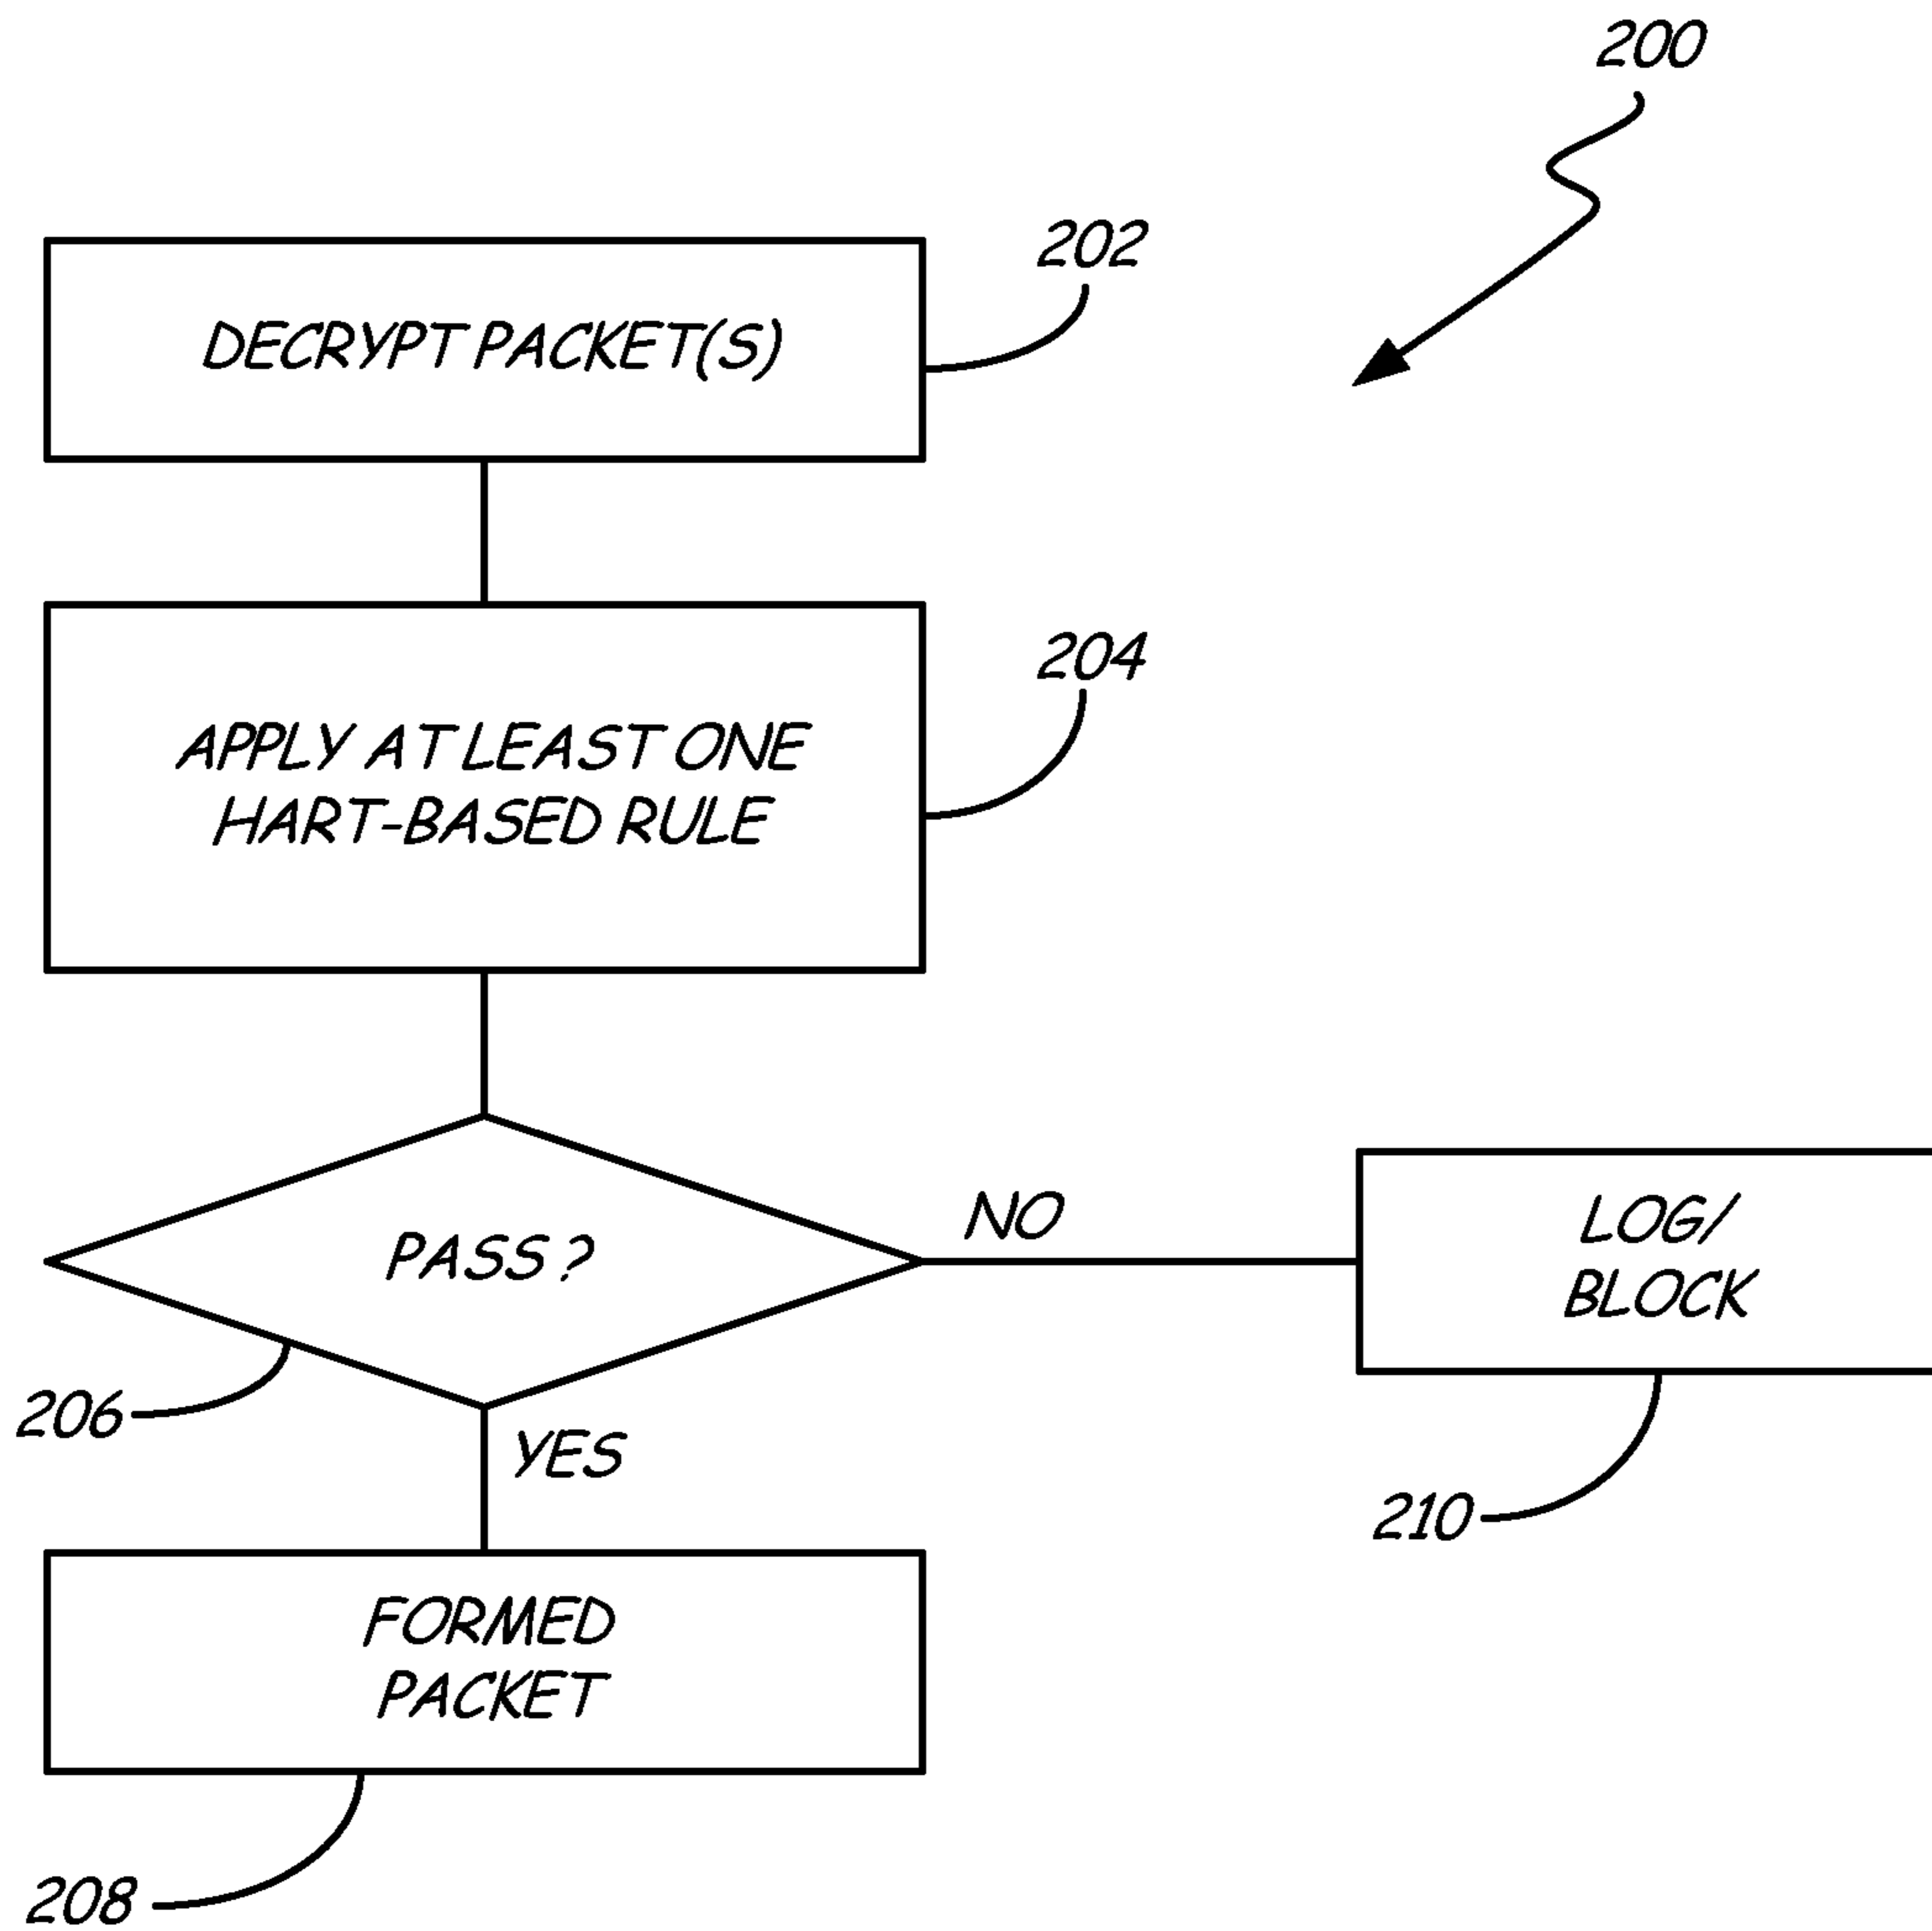 200
202
DECRYPT PACKET(S)
204
APPLY AT LEAST ONE
HART-BASED RULE
NO
LOG/
BLOCK
PASS?
206
YES
210
FORMED
PACKET
208